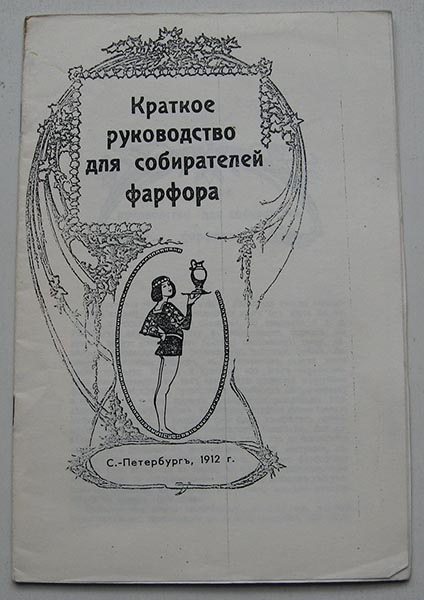 Краткое
руководство
для собирателей
фарфора
С.-Петербургъ, 1912 г.